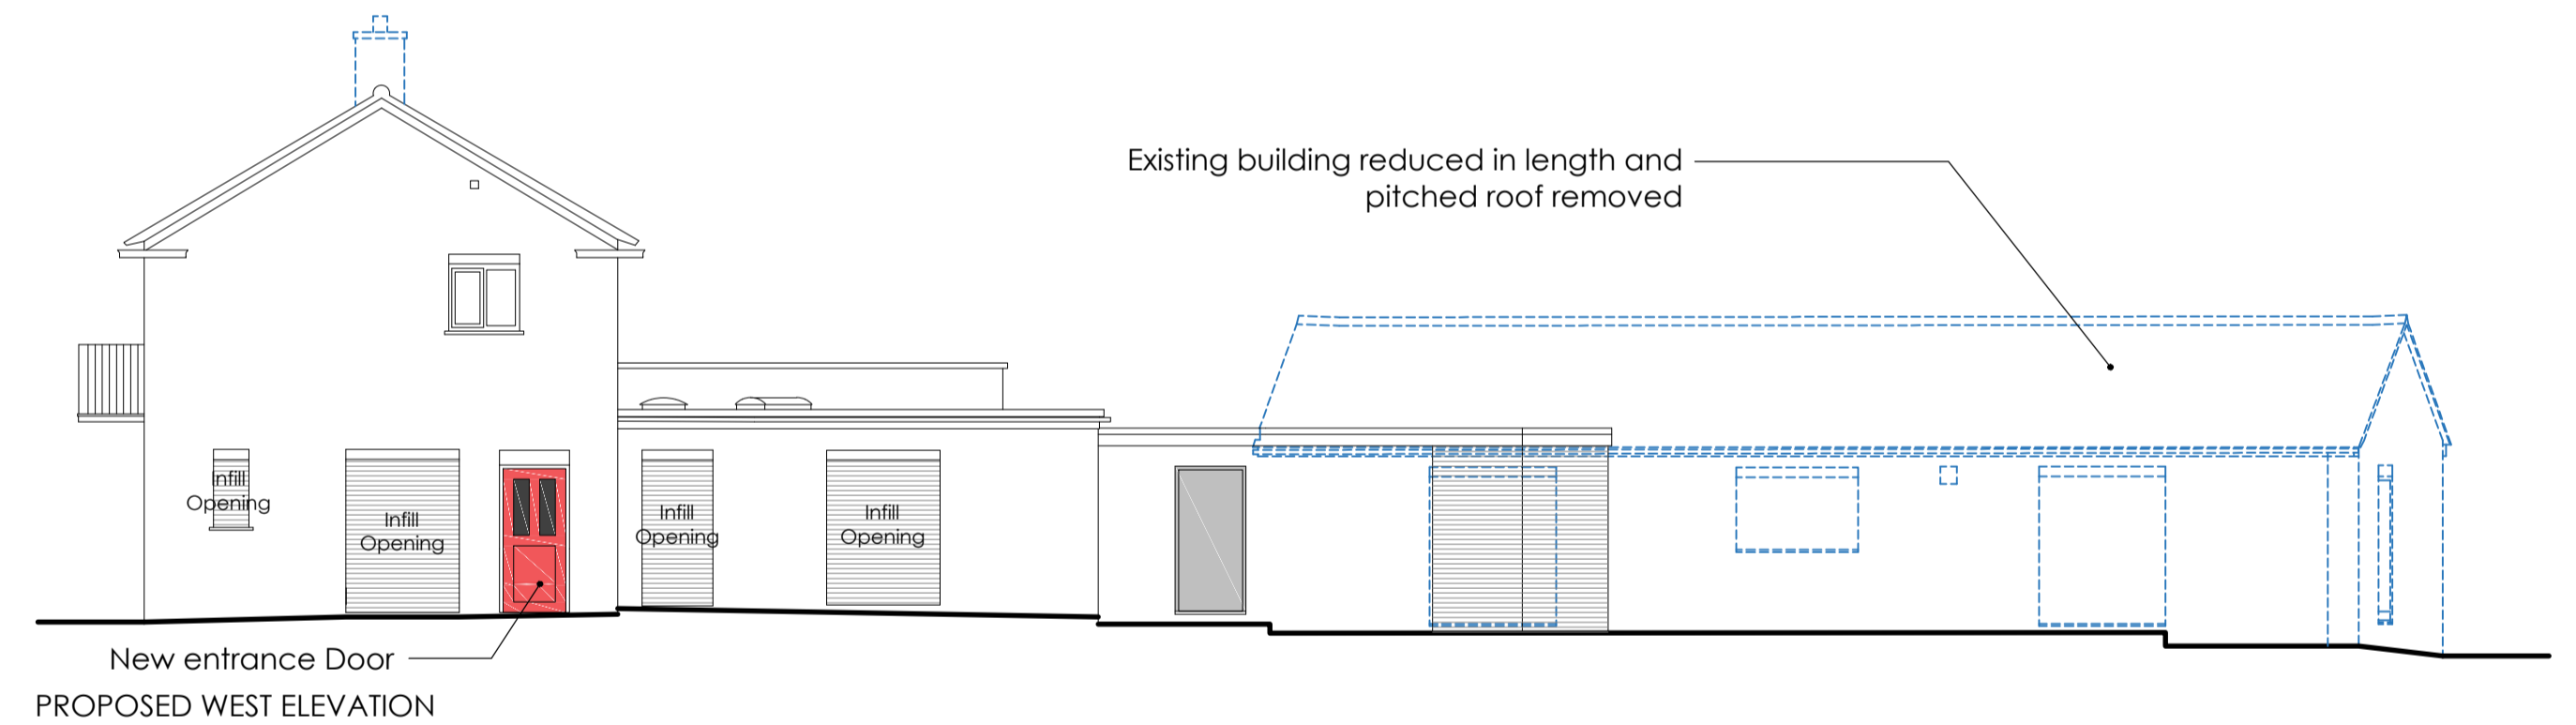 Existing building reduced in length and
pitched roof removed
Infill
Opening
Infill
Opening
Infill
Opening
Infill
Opening
New entrance Door
PROPOSED WEST ELEVATION